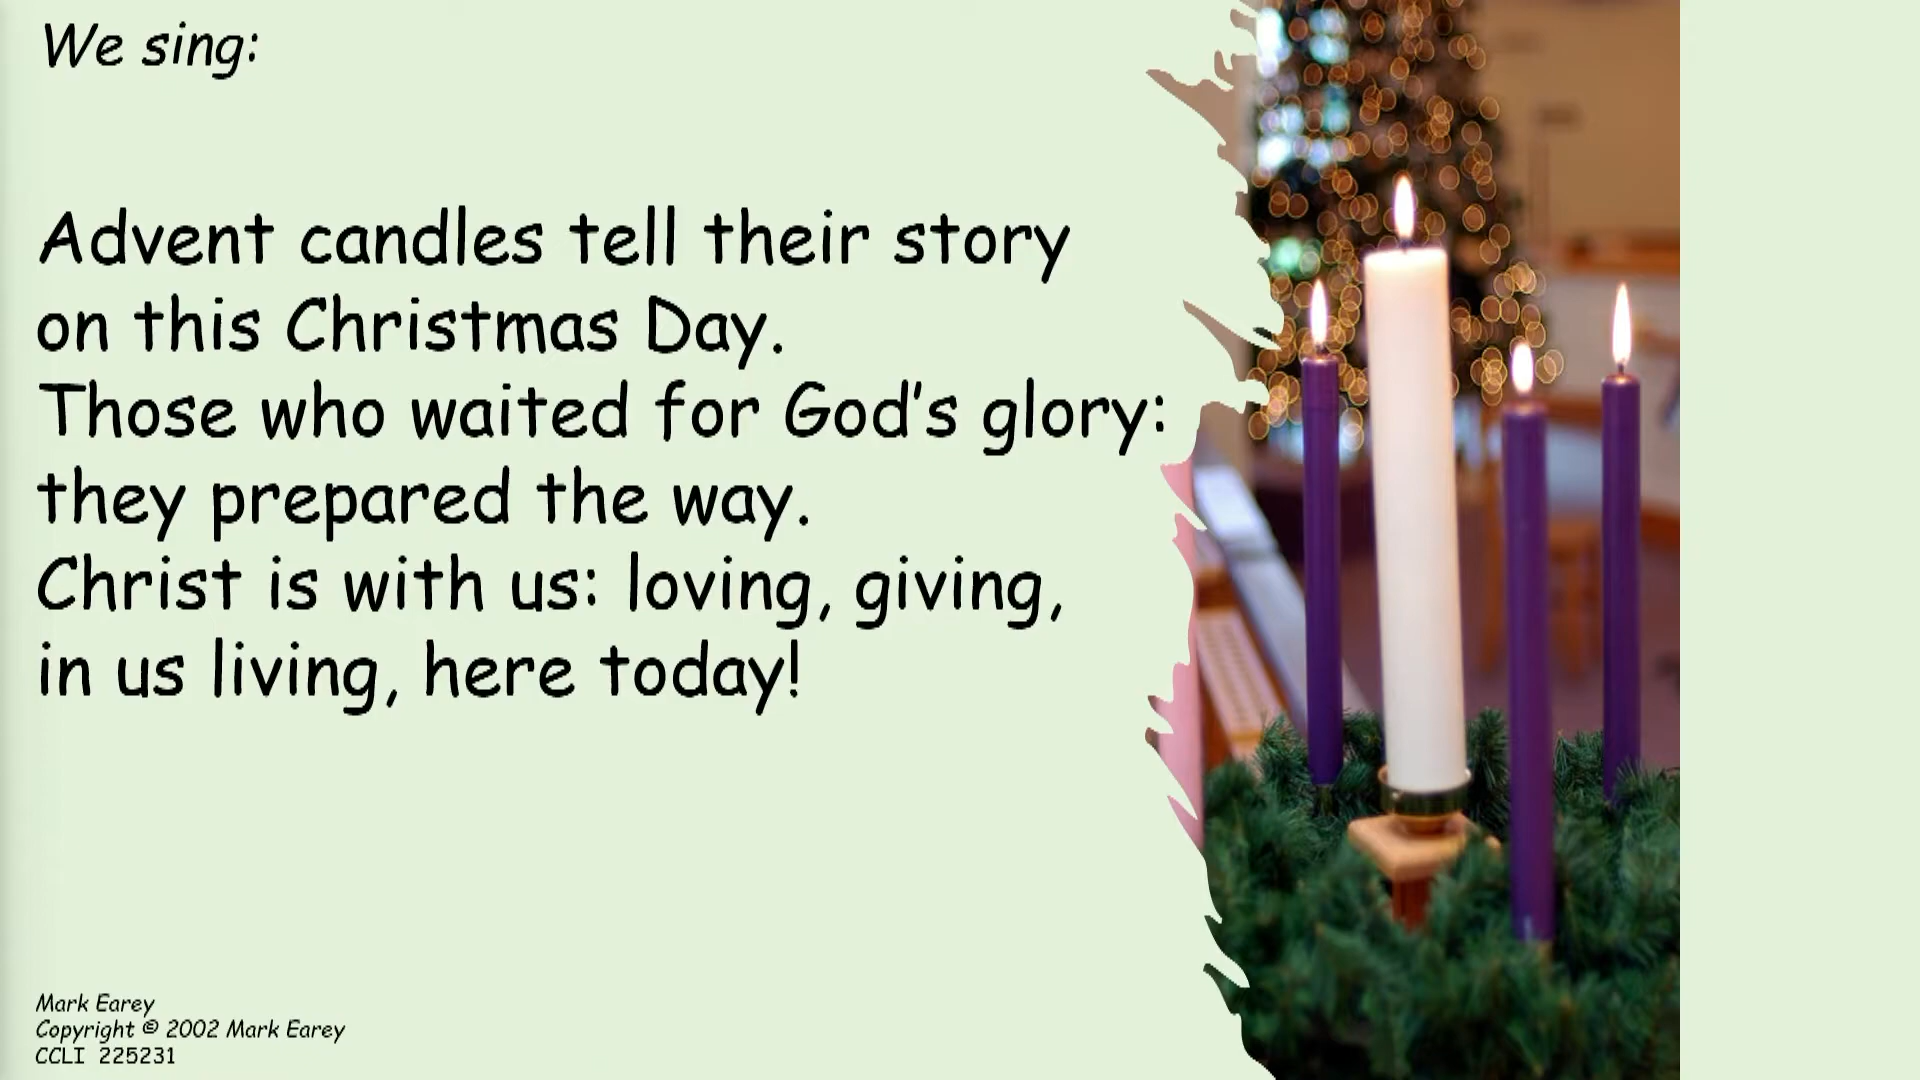 We sing:
Advent candles tell their story
on this Christmas Day.
Those who waited for God’s glory:
they prepared the way.
Christ is with us: loving, giving,
in us living, here today!
Mark Earey
Copyright © 2002 Mark Earey
CCLI 225231